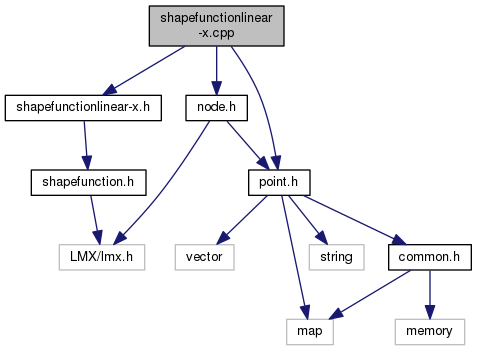 shapefunctionlinear
-x.cpp
shapefunctionlinear-x.h
node.h
shapefunction.h
point.h
LMX/lmx.h
vector
string
common.h
map
memory